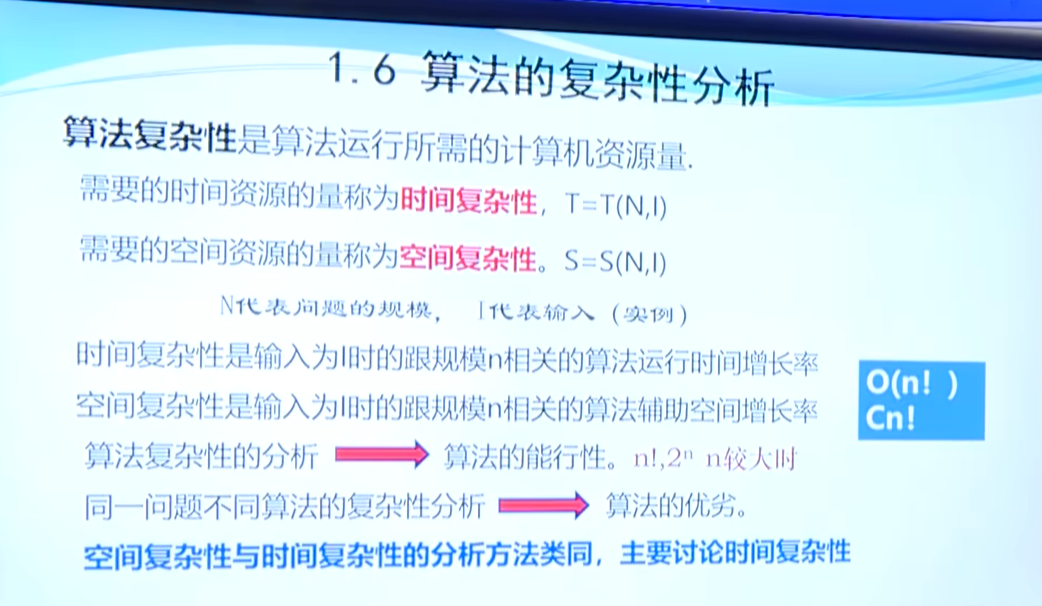 1.6 算法的复杂性分析
算法复杂性是算法运行所需的计算机资源量.
需要的时间资源的量称为时间复杂性，T=T(N,I)
需要的空间资源的量称为空间复杂性。S=S(N,I)
N代表问题的规模， I代表输入（实例）
时间复杂性是输入为I时的跟规模n相关的算法运行时间增长率
空间复杂性是输入为I时的跟规模n相关的算法辅助空间增长率
O(n! )
Cn!
算法复杂性的分析 算法的能行性。n!,2ⁿ n较大时
同一问题不同算法的复杂性分析 算法的优劣。
空间复杂性与时间复杂性的分析方法类同，主要讨论时间复杂性